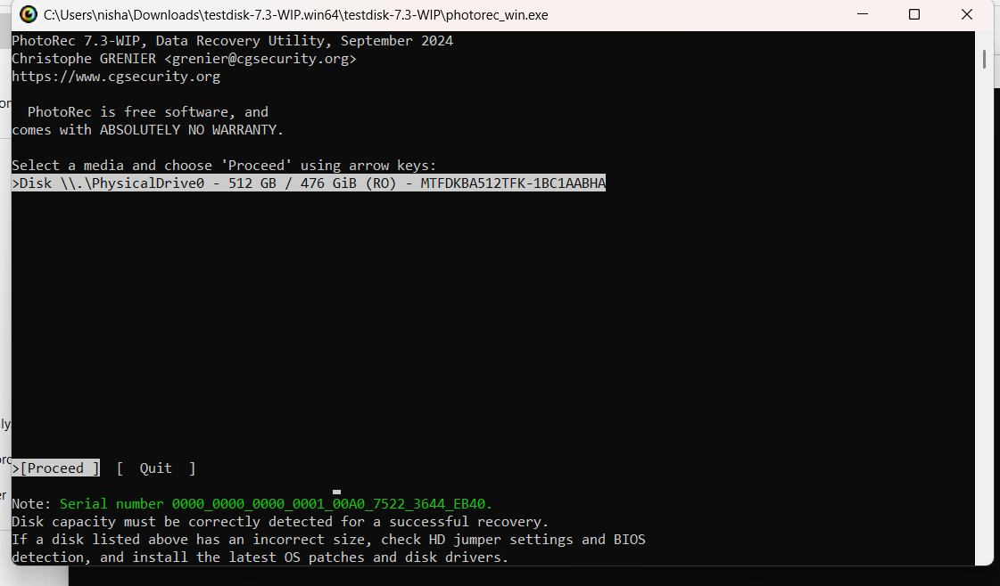 C:\Users\nisha\Downloads\testdisk-7.3-WIP.win64\testdisk-7.3-WIP\photorec_win.exe
PhotoRec 7.3-WIP, Data Recovery Utility, September 2024
Christophe GRENIER <grenier@cgsecurity.org>
https://www.cgsecurity.org
PhotoRec is free software, and
comes with ABSOLUTELY NO WARRANTY.
Select a media and choose 'Proceed' using arrow keys:
>Disk \\.\PhysicalDrive0 - 512 GB / 476 GiB (RO) - MTFDKBA512TFK-1BC1AABHA
>[Proceed ]  [  Quit  ]
Note: Serial number 0000_0000_0000_0001_00A0_7522_3644_EB40.
Disk capacity must be correctly detected for a successful recovery.
If a disk listed above has an incorrect size, check HD jumper settings and BIOS
detection, and install the latest OS patches and disk drivers.